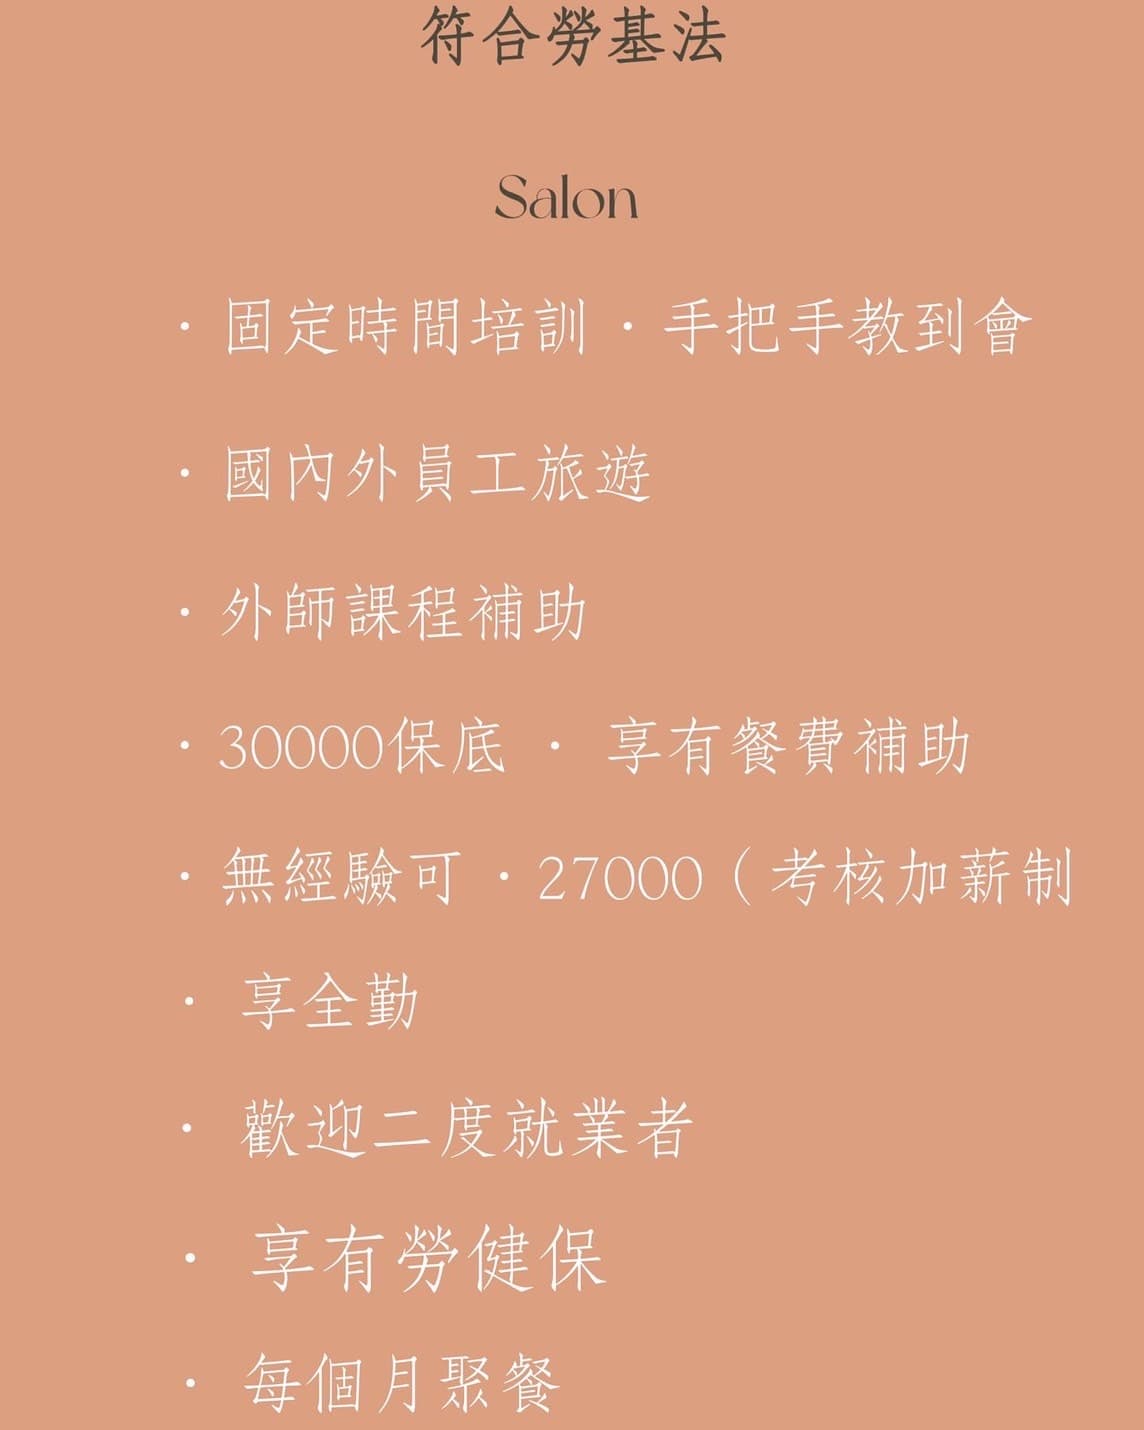 符合勞基法
Salon
· 固定時間培訓 · 手把手教到會
· 國內外員工旅遊
· 外師課程補助
· 30000保底 · 享有餐費補助
· 無經驗可 · 27000（考核加薪制
· 享全勤
· 歡迎二度就業者
· 享有勞健保
· 每個月聚餐